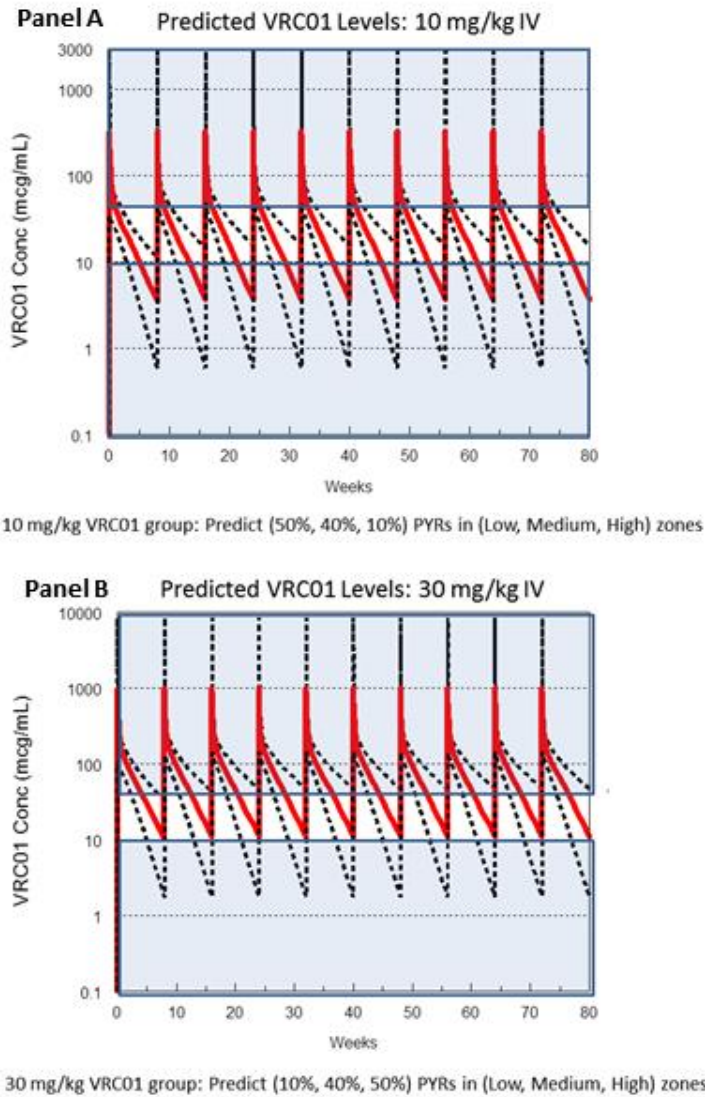 Panel A
Predicted VRC01 Levels: 10 mg/kg IV
VRC01 Conc (mcg/mL)
3000
1000
100
10
1
0.1
0 10 20 30 40 50 60 70 80
Weeks
10 mg/kg VRC01 group: Predict (50%, 40%, 10%) PYRs in (Low, Medium, High) zones
Panel B
Predicted VRC01 Levels: 30 mg/kg IV
VRC01 Conc (mcg/mL)
10000
1000
100
10
1
0.1
0 10 20 30 40 50 60 70 80
Weeks
30 mg/kg VRC01 group: Predict (10%, 40%, 50%) PYRs in (Low, Medium, High) zones